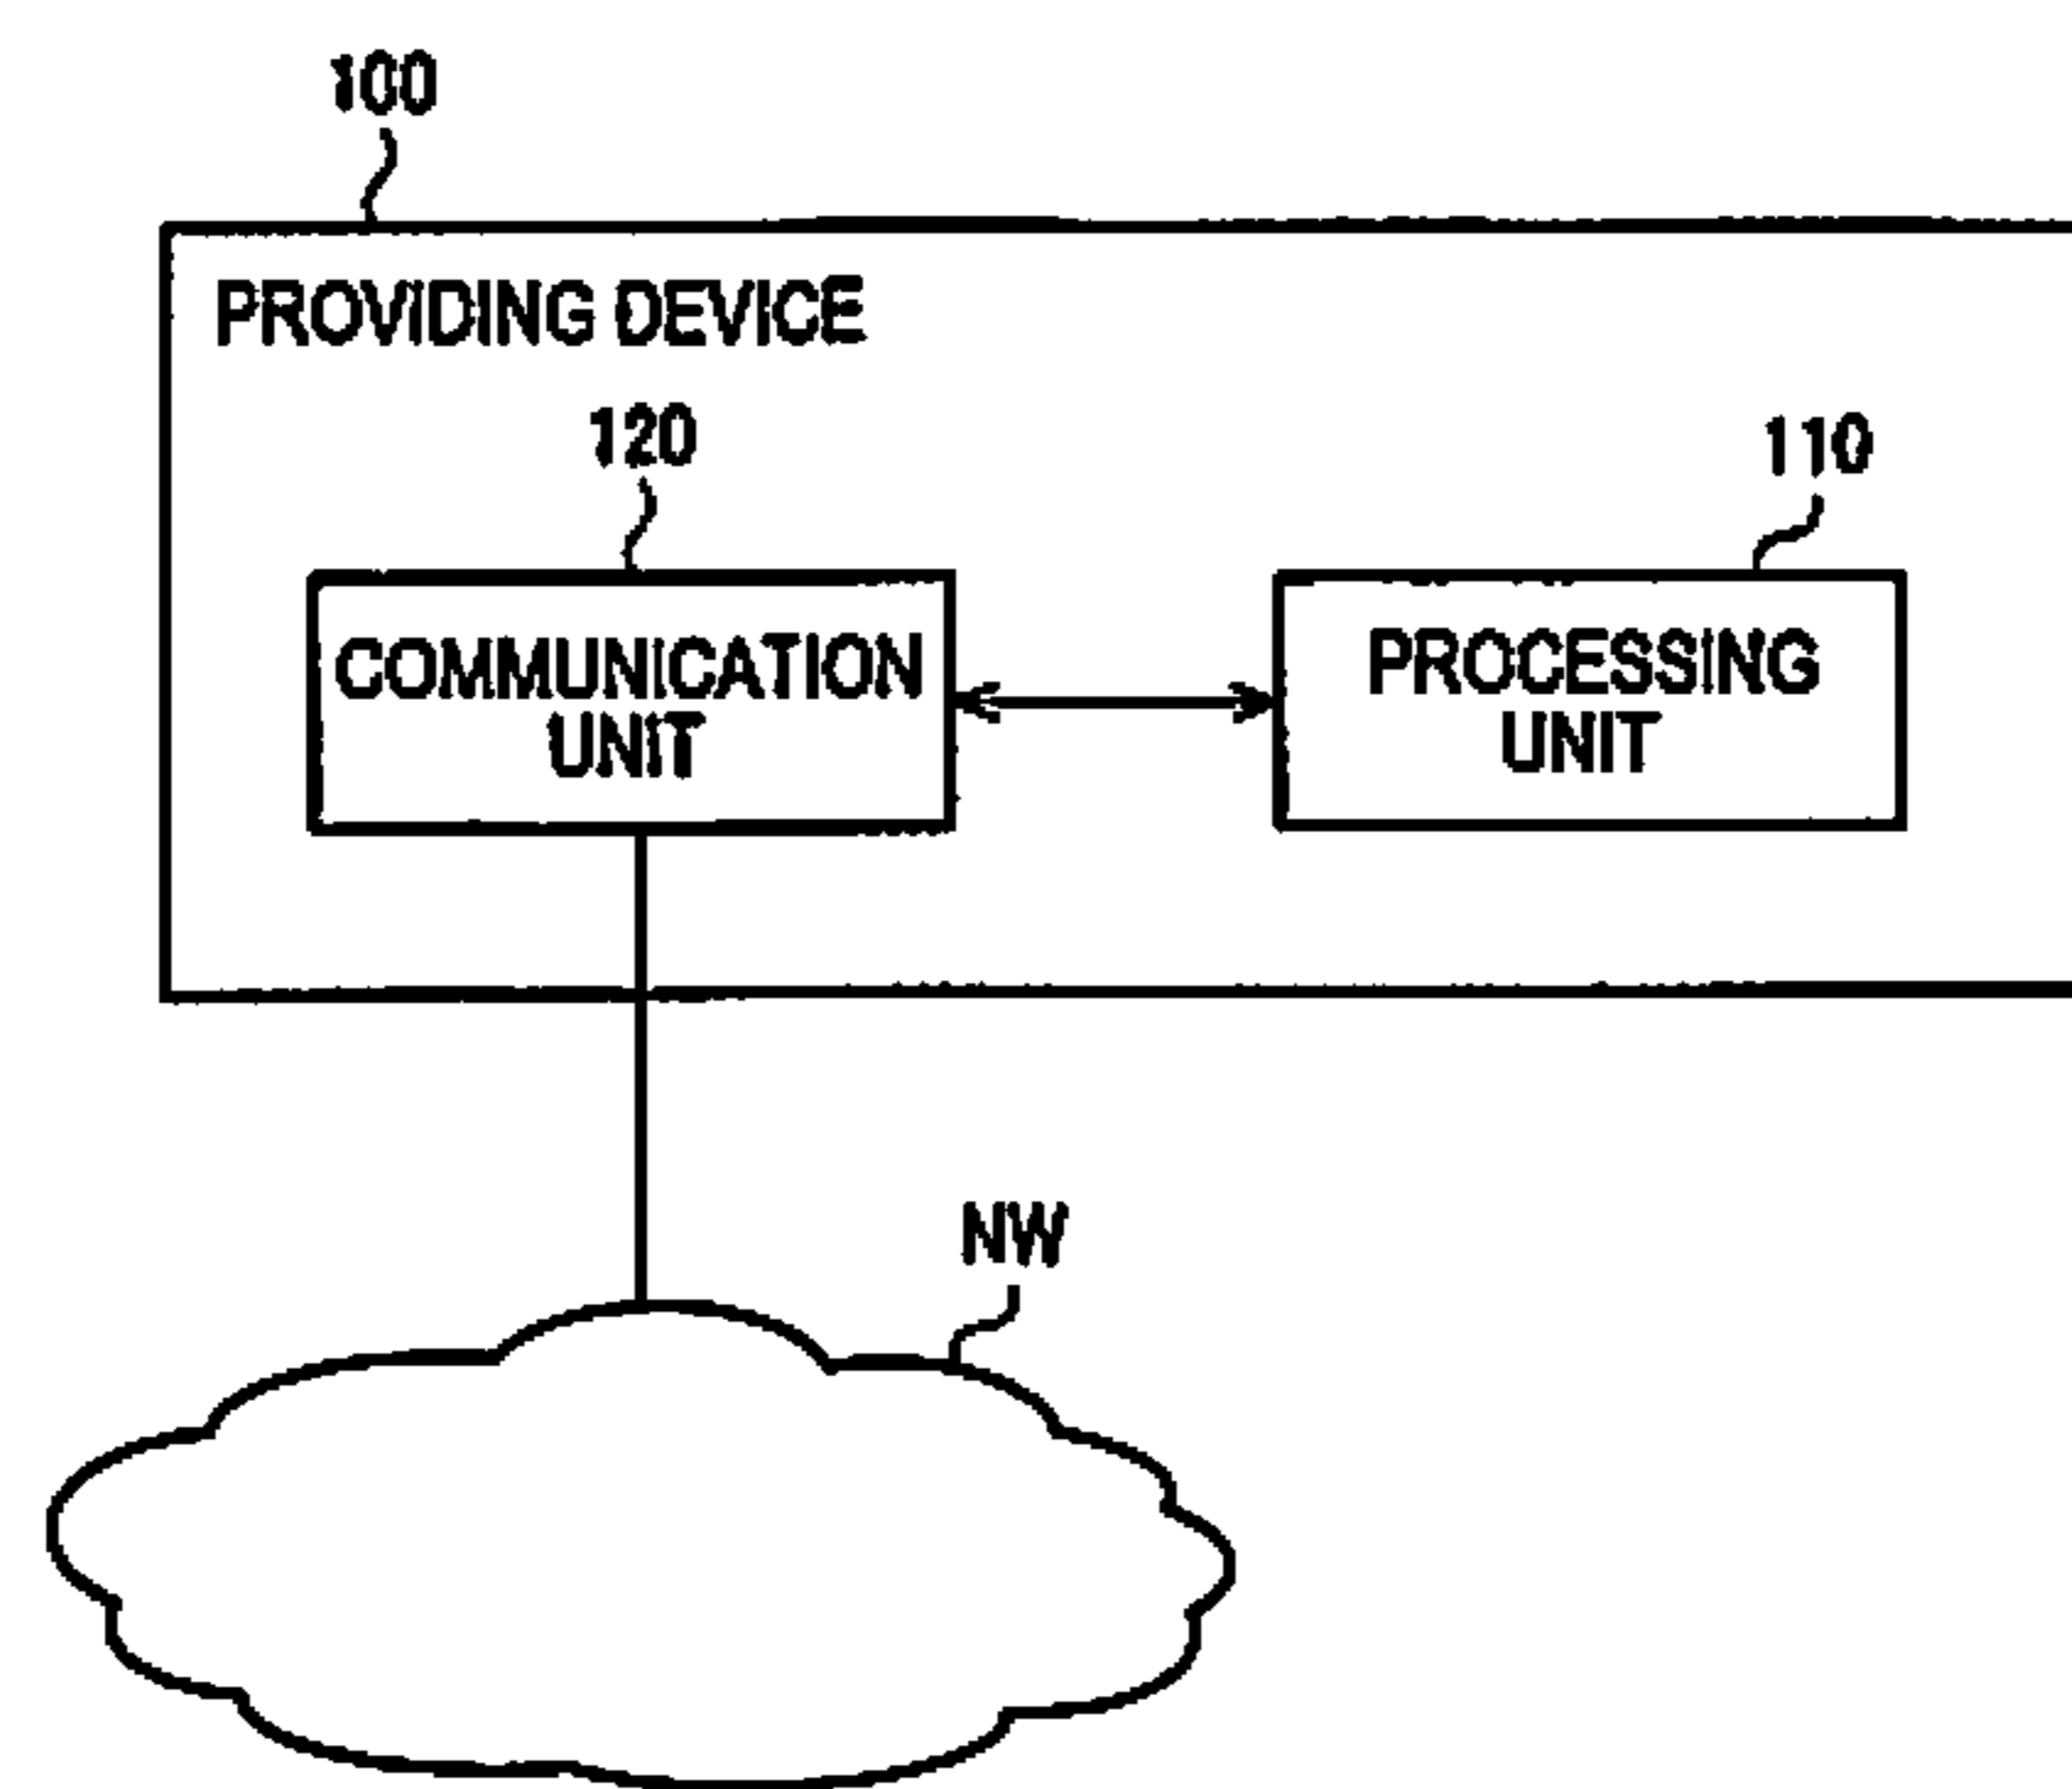 100
PROVIDING DEVICE
120
110
COMMUNICATION
UNIT
PROCESSING
UNIT
NW